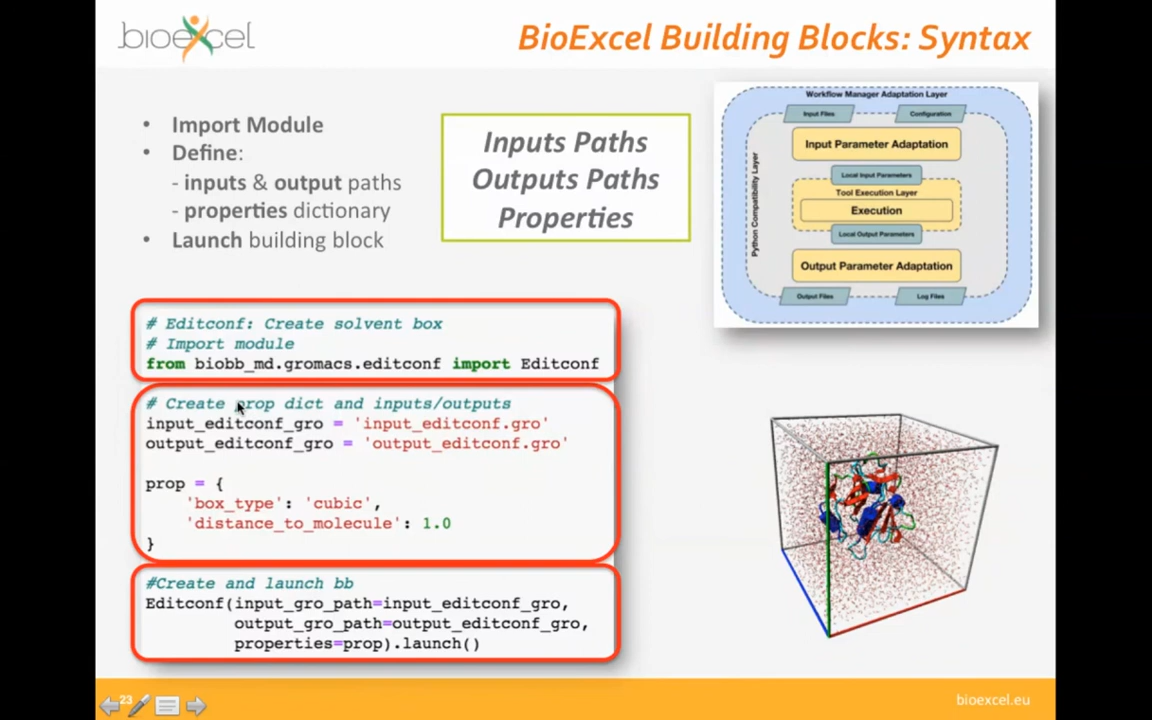 bioexcel
BioExcel Building Blocks: Syntax
• Import Module
• Define:
- inputs & output paths
- properties dictionary
• Launch building block
Inputs Paths
Outputs Paths
Properties
Workflow Manager Adaptation Layer
Input Files
Configuration
Input Parameter Adaptation
Local Input Parameters
Tool Execution Layer
Execution
Local Output Parameters
Output Parameter Adaptation
Output Files
Log Files
Python Compatibility Layer
# Editconf: Create solvent box
# Import module
from biobb_md.gromacs.editconf import Editconf
# Create prop dict and inputs/outputs
input_editconf_gro = 'input_editconf.gro'
output_editconf_gro = 'output_editconf.gro'
prop = {
'box_type': 'cubic',
'distance_to_molecule': 1.0
}
#Create and launch bb
Editconf(input_gro_path=input_editconf_gro,
output_gro_path=output_editconf_gro,
properties=prop).launch()
23
bioexcel.eu